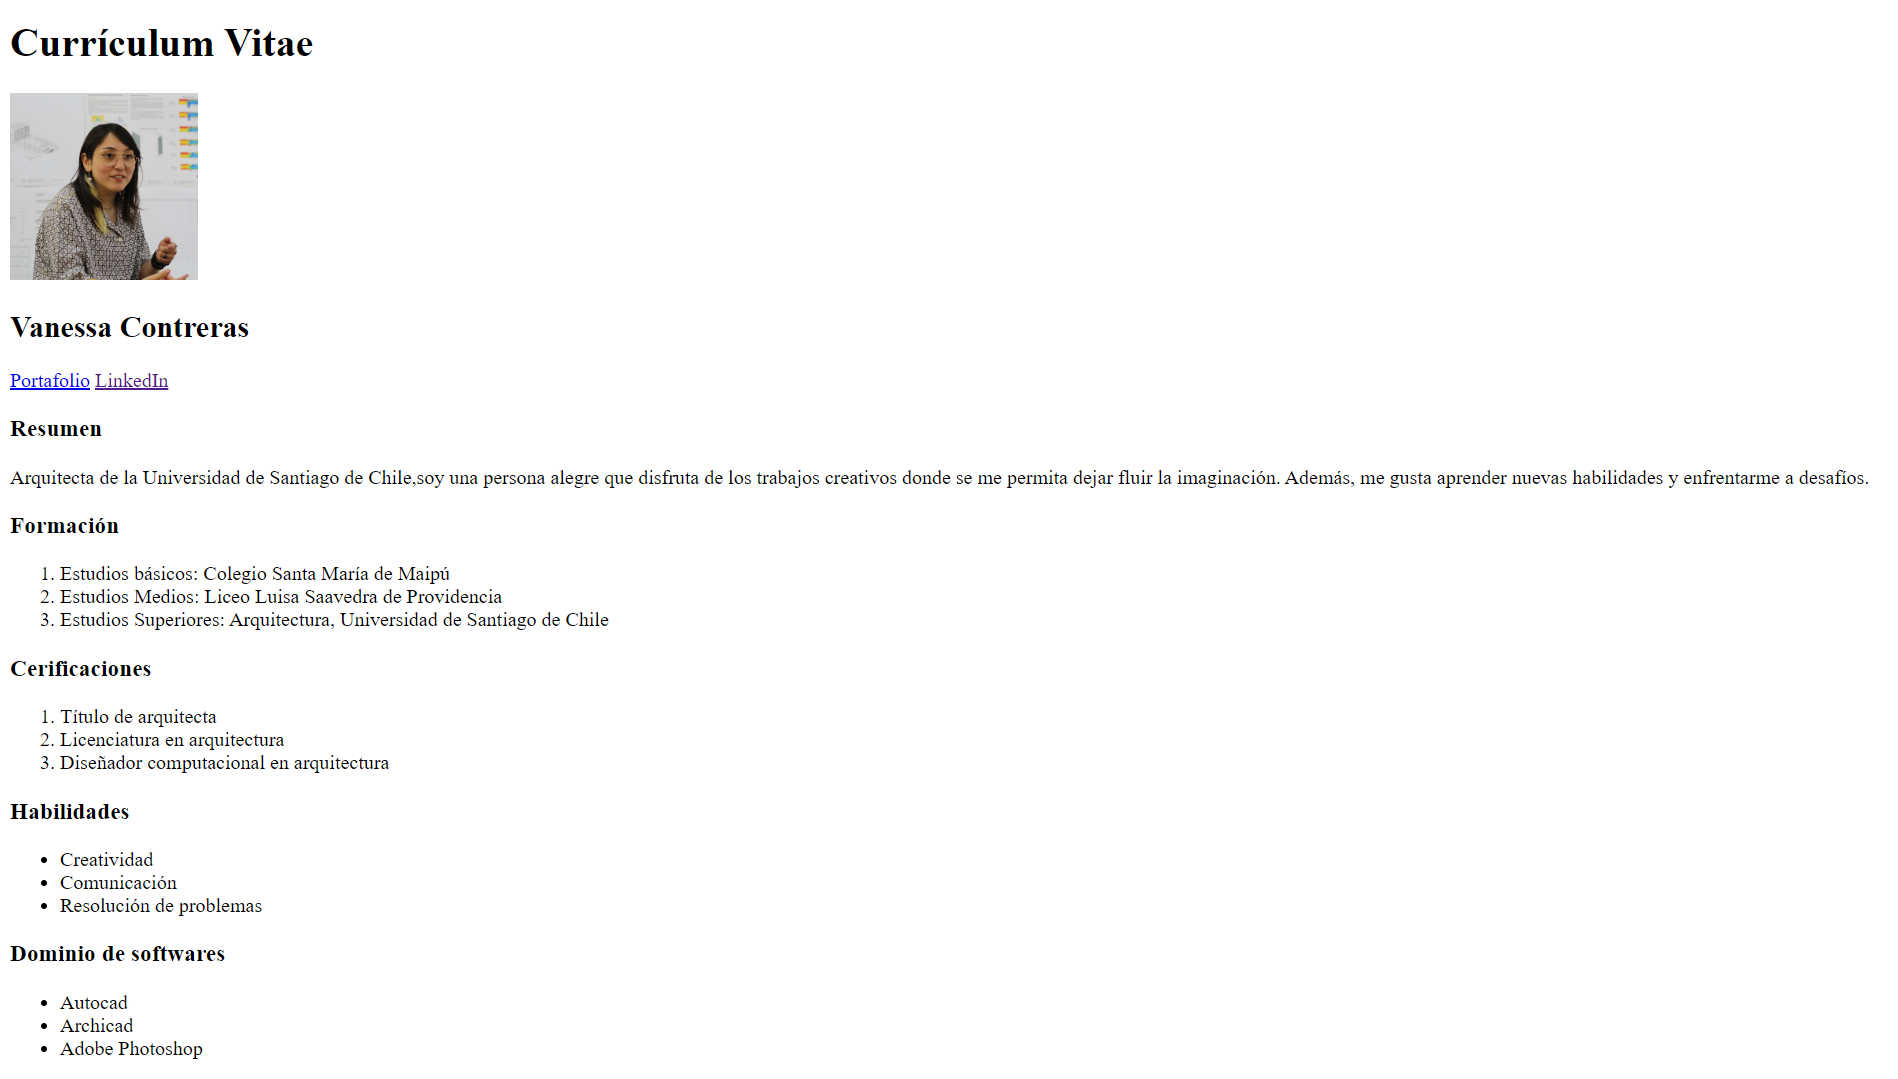 Currículum Vitae
Vanessa Contreras
Portafolio LinkedIn
Resumen
Arquitecta de la Universidad de Santiago de Chile,soy una persona alegre que disfruta de los trabajos creativos donde se me permita dejar fluir la imaginación. Además, me gusta aprender nuevas habilidades y enfrentarme a desafíos.
Formación
1. Estudios básicos: Colegio Santa María de Maipú
2. Estudios Medios: Liceo Luisa Saavedra de Providencia
3. Estudios Superiores: Arquitectura, Universidad de Santiago de Chile
Cerificaciones
1. Título de arquitecta
2. Licenciatura en arquitectura
3. Diseñador computacional en arquitectura
Habilidades
• Creatividad
• Comunicación
• Resolución de problemas
Dominio de softwares
• Autocad
• Archicad
• Adobe Photoshop